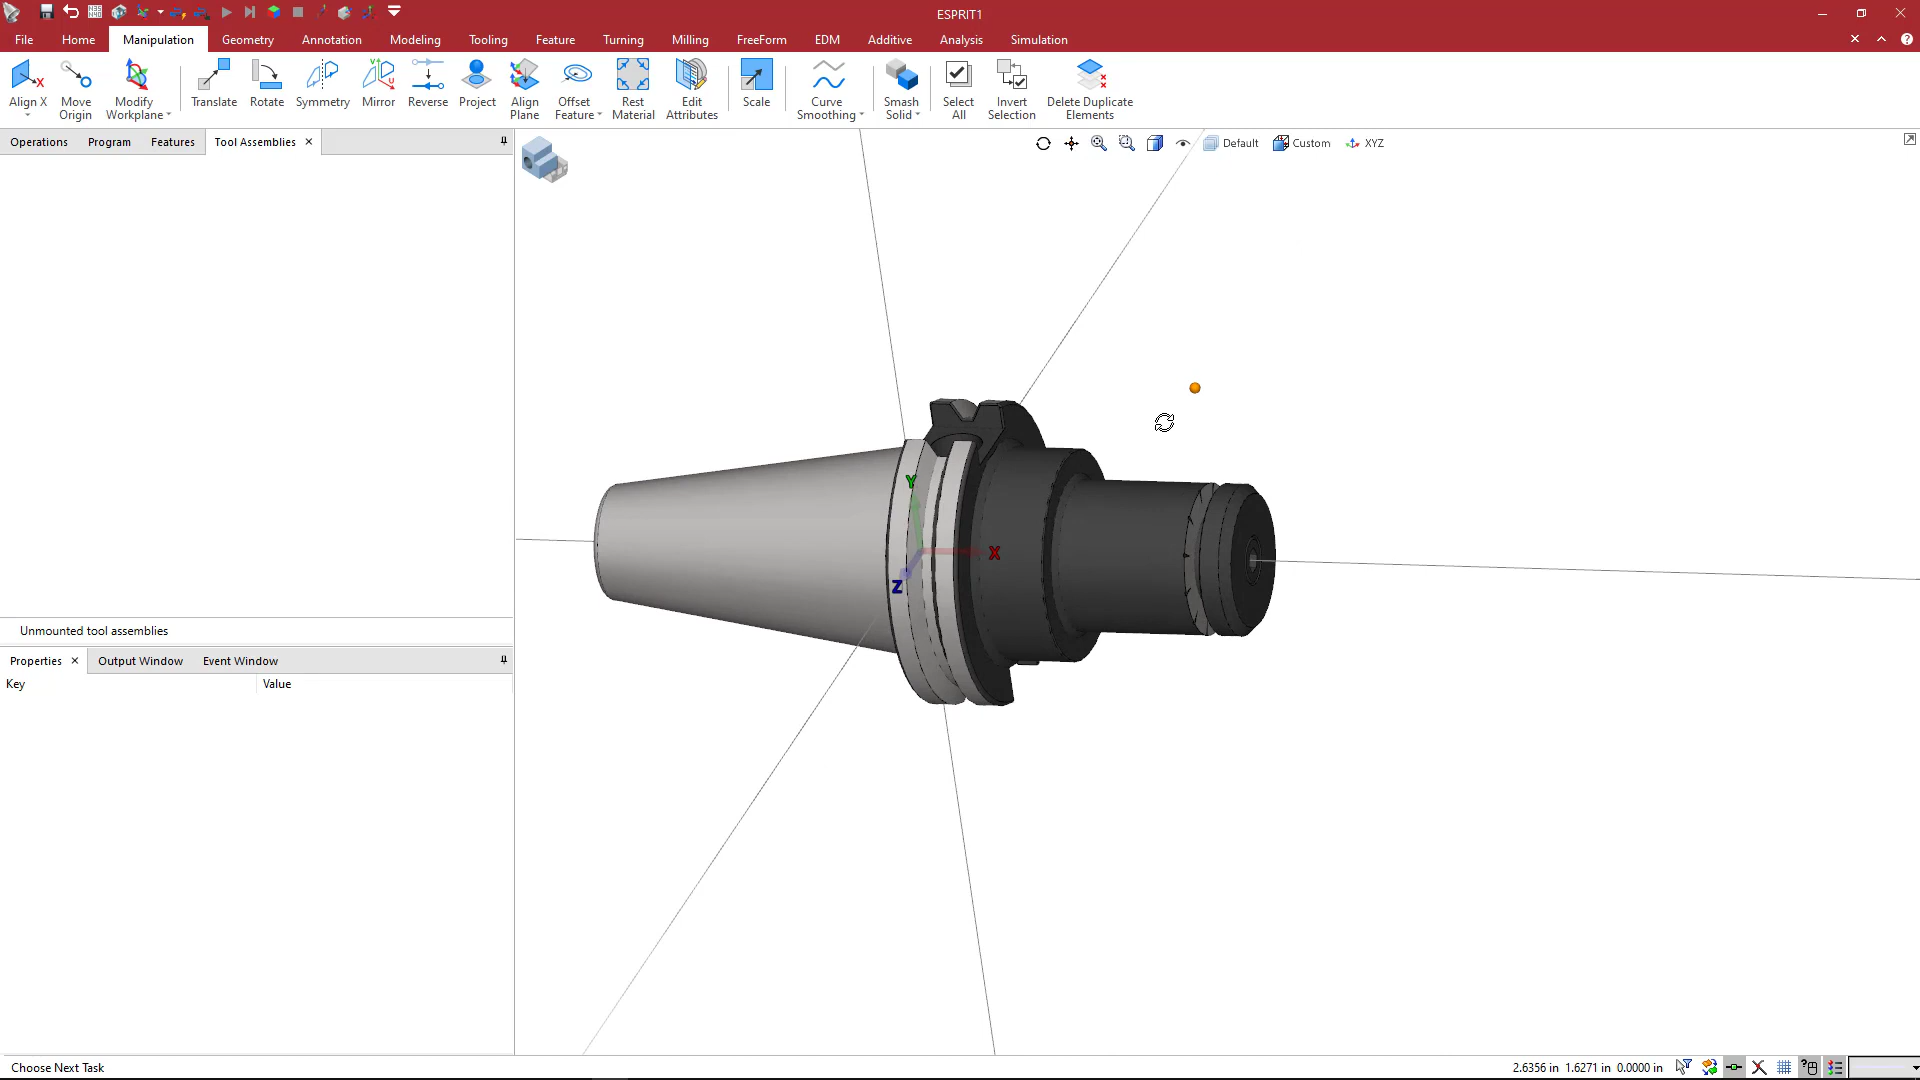 ESPRIT1
File Home Manipulation Geometry Annotation Modeling Tooling Feature Turning Milling FreeForm EDM Additive Analysis Simulation
Align X
Move Origin
Modify Workplane
Translate
Rotate
Symmetry
Mirror
Reverse
Project
Align Plane
Offset Feature
Rest Material
Edit Attributes
Scale
Curve Smoothing
Smash Solid
Select All
Invert Selection
Delete Duplicate Elements
Operations Program Features Tool Assemblies
Default Custom XYZ
Y
X
Z
Unmounted tool assemblies
Properties Output Window Event Window
Key Value
Choose Next Task
2.6356 in 1.6271 in 0.0000 in